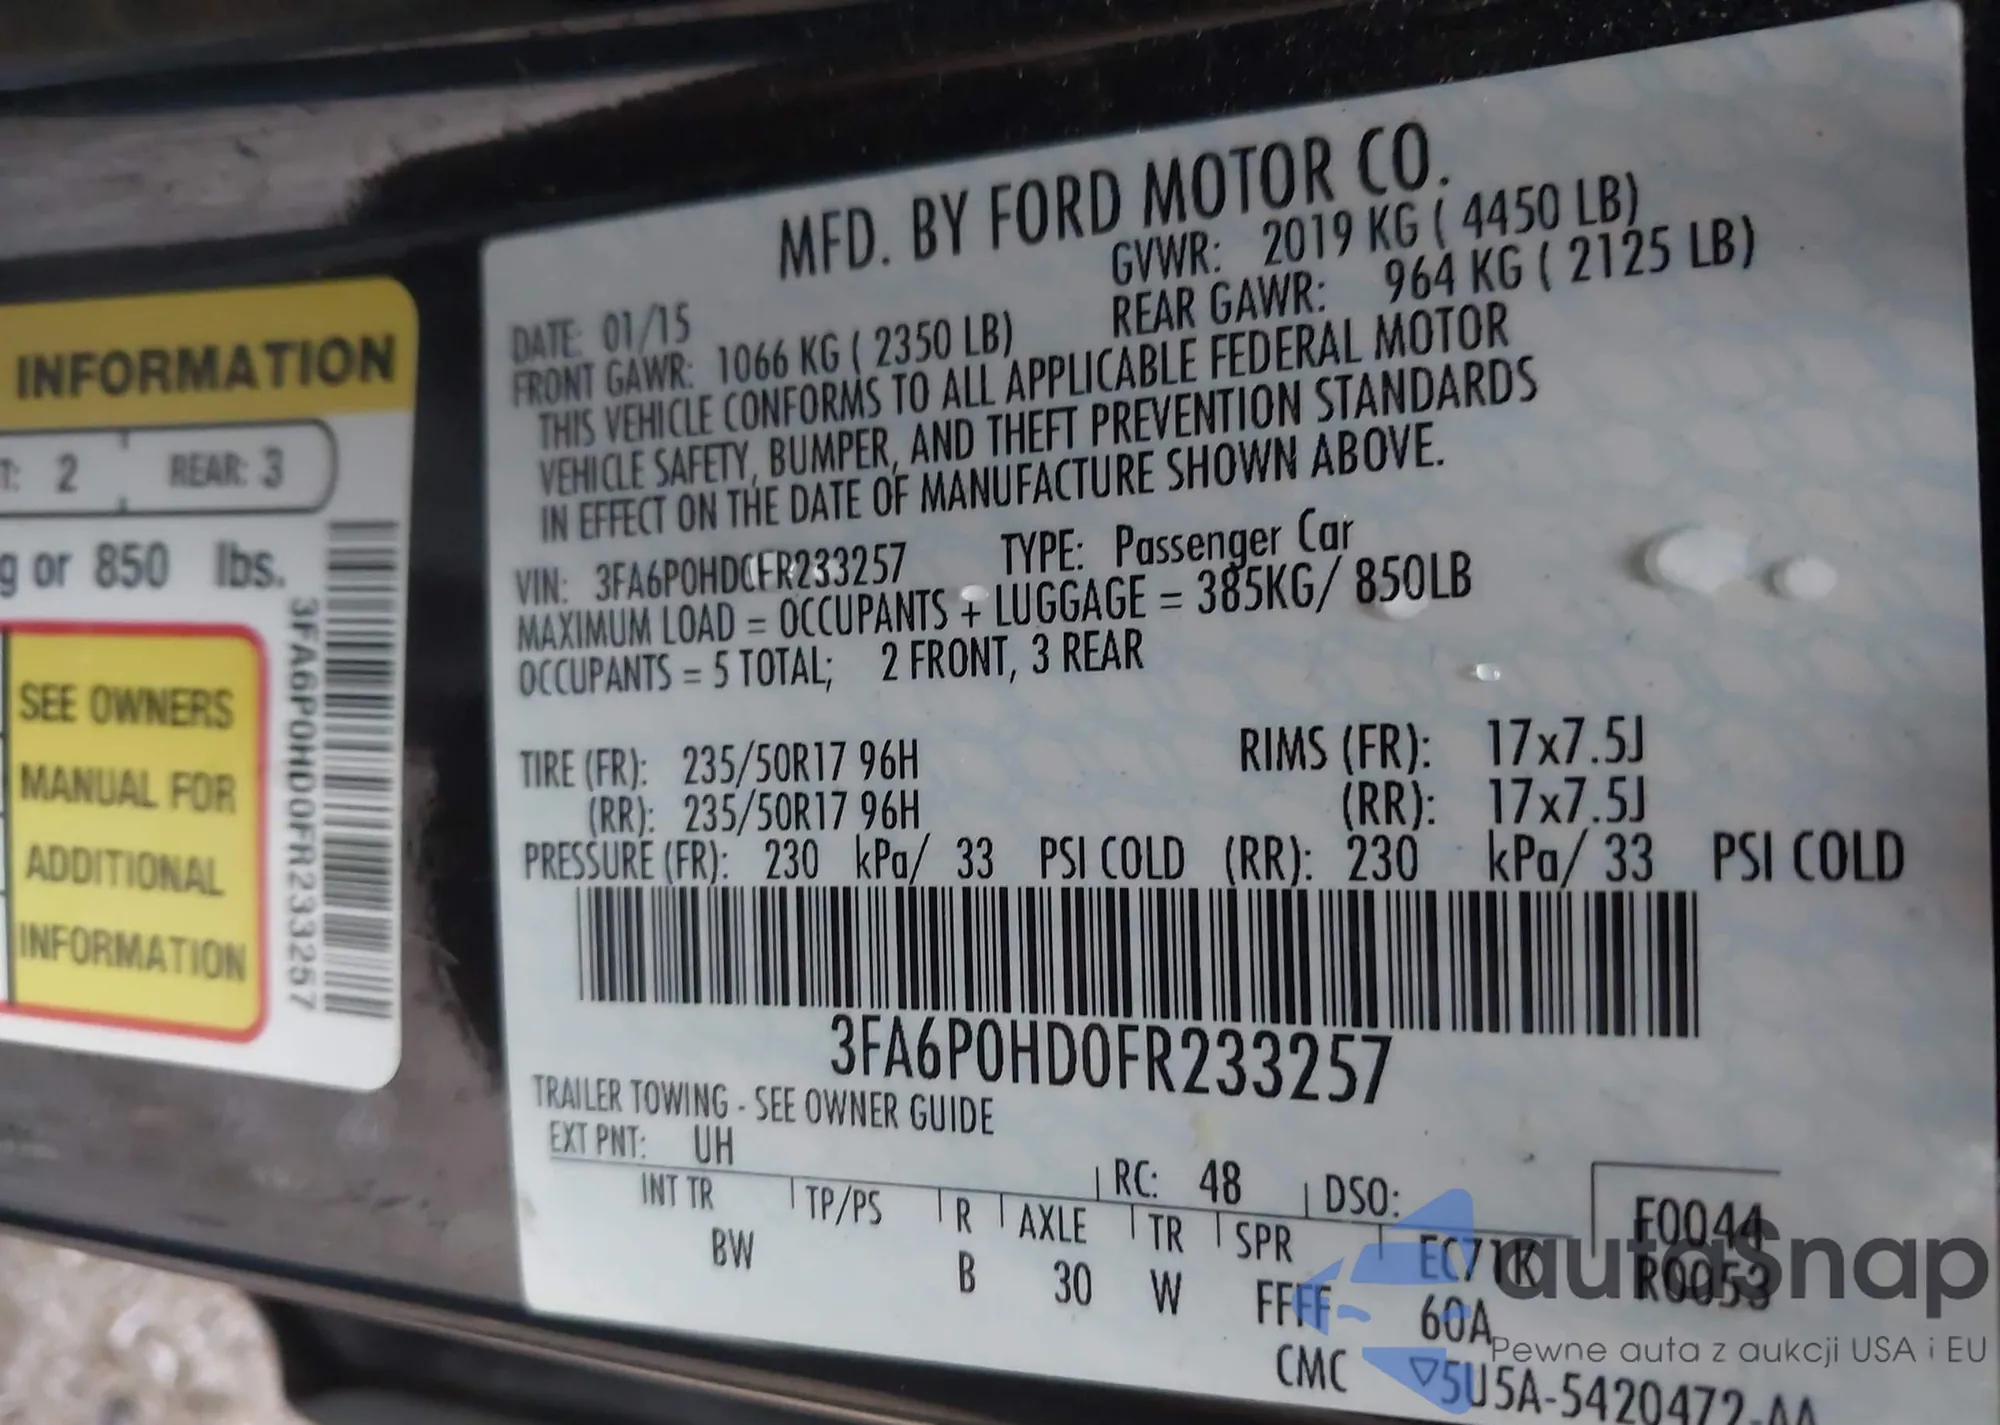 INFORMATION
T: 2 REAR: 3
g or 850 lbs.
SEE OWNERS
MANUAL FOR
ADDITIONAL
INFORMATION
3FA6P0HD0FR233257
MFD. BY FORD MOTOR CO.
DATE: 01/15 GVWR: 2019 KG ( 4450 LB)
FRONT GAWR: 1066 KG ( 2350 LB) REAR GAWR: 964 KG ( 2125 LB)
THIS VEHICLE CONFORMS TO ALL APPLICABLE FEDERAL MOTOR
VEHICLE SAFETY, BUMPER, AND THEFT PREVENTION STANDARDS
IN EFFECT ON THE DATE OF MANUFACTURE SHOWN ABOVE.
VIN: 3FA6P0HD0FR233257 TYPE: Passenger Car
MAXIMUM LOAD = OCCUPANTS + LUGGAGE = 385KG/ 850LB
OCCUPANTS = 5 TOTAL; 2 FRONT, 3 REAR
TIRE (FR): 235/50R17 96H RIMS (FR): 17x7.5J
(RR): 235/50R17 96H (RR): 17x7.5J
PRESSURE (FR): 230 kPa/ 33 PSI COLD (RR): 230 kPa/ 33 PSI COLD
3FA6P0HD0FR233257
TRAILER TOWING - SEE OWNER GUIDE
EXT PNT: UH RC: 48 DSO: F0044
INT TR TP/PS R AXLE TR SPR EC71K R0053
BW B 30 W FFFF 60A
CMC ▽5U5A-5420472-AA
autoSnap
Pewne auta z aukcji USA i EU